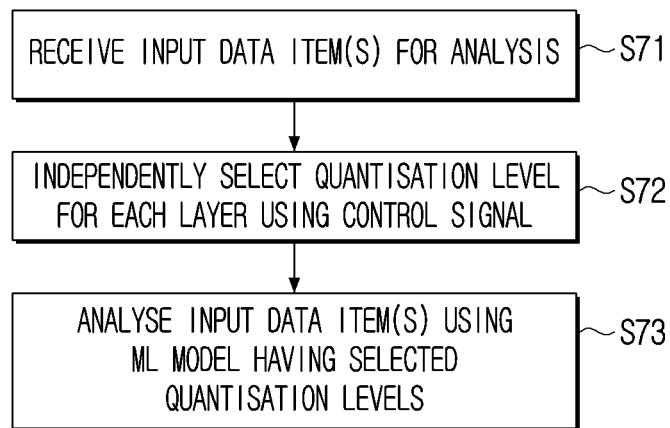 RECEIVE INPUT DATA ITEM(S) FOR ANALYSIS
S71
INDEPENDENTLY SELECT QUANTISATION LEVEL
FOR EACH LAYER USING CONTROL SIGNAL
S72
ANALYSE INPUT DATA ITEM(S) USING
ML MODEL HAVING SELECTED
QUANTISATION LEVELS
S73